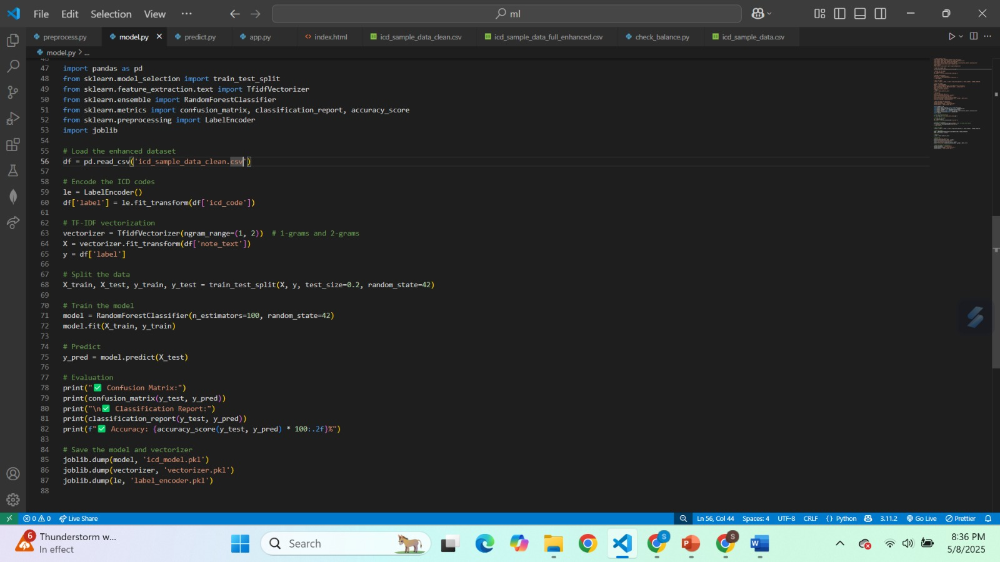 File Edit Selection View ··· ml
preprocess.py model.py predict.py app.py index.html icd_sample_data_clean.csv icd_sample_data_full_enhanced.csv check_balance.py icd_sample_data.csv
model.py > ...
46
47 import pandas as pd
48 from sklearn.model_selection import train_test_split
49 from sklearn.feature_extraction.text import TfidfVectorizer
50 from sklearn.ensemble import RandomForestClassifier
51 from sklearn.metrics import confusion_matrix, classification_report, accuracy_score
52 from sklearn.preprocessing import LabelEncoder
53 import joblib
54
55 # Load the enhanced dataset
56 df = pd.read_csv('icd_sample_data_clean.csv')
57
58 # Encode the ICD codes
59 le = LabelEncoder()
60 df['label'] = le.fit_transform(df['icd_code'])
61
62 # TF-IDF vectorization
63 vectorizer = TfidfVectorizer(ngram_range=(1, 2))  # 1-grams and 2-grams
64 X = vectorizer.fit_transform(df['note_text'])
65 y = df['label']
66
67 # Split the data
68 X_train, X_test, y_train, y_test = train_test_split(X, y, test_size=0.2, random_state=42)
69
70 # Train the model
71 model = RandomForestClassifier(n_estimators=100, random_state=42)
72 model.fit(X_train, y_train)
73
74 # Predict
75 y_pred = model.predict(X_test)
76
77 # Evaluation
78 print("✅ Confusion Matrix:")
79 print(confusion_matrix(y_test, y_pred))
80 print("\n✅ Classification Report:")
81 print(classification_report(y_test, y_pred))
82 print(f"✅ Accuracy: {accuracy_score(y_test, y_pred) * 100:.2f}%")
83
84 # Save the model and vectorizer
85 joblib.dump(model, 'icd_model.pkl')
86 joblib.dump(vectorizer, 'vectorizer.pkl')
87 joblib.dump(le, 'label_encoder.pkl')
88
0 0 Live Share Ln 56, Col 44 Spaces: 4 UTF-8 CRLF {} Python 3.11.2 Go Live Prettier
6 Thunderstorm w... Search S S 8:36 PM
In effect 5/8/2025